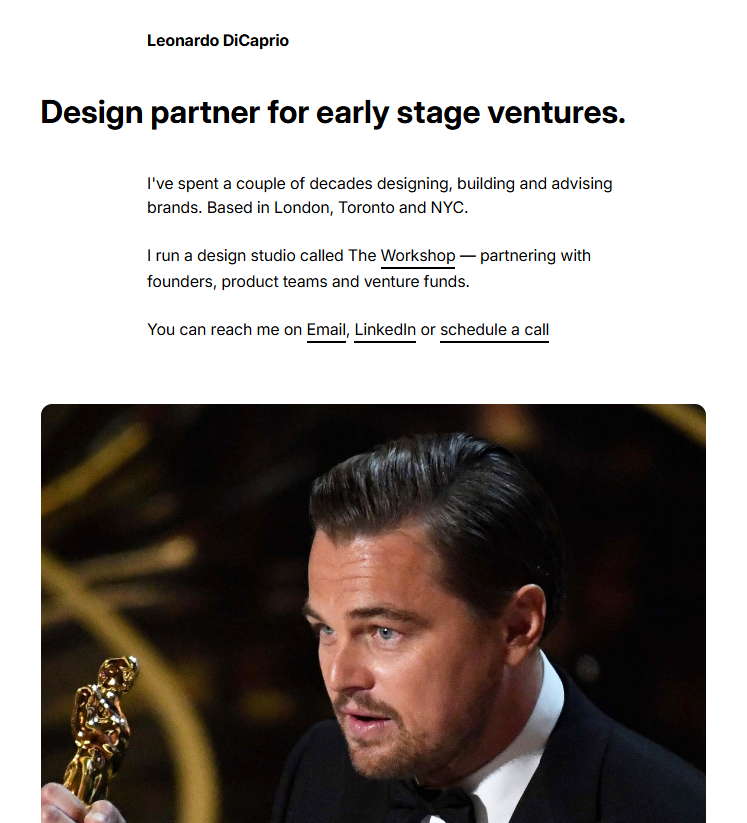 Leonardo DiCaprio
Design partner for early stage ventures.
I've spent a couple of decades designing, building and advising
brands. Based in London, Toronto and NYC.
I run a design studio called The Workshop — partnering with
founders, product teams and venture funds.
You can reach me on Email, LinkedIn or schedule a call